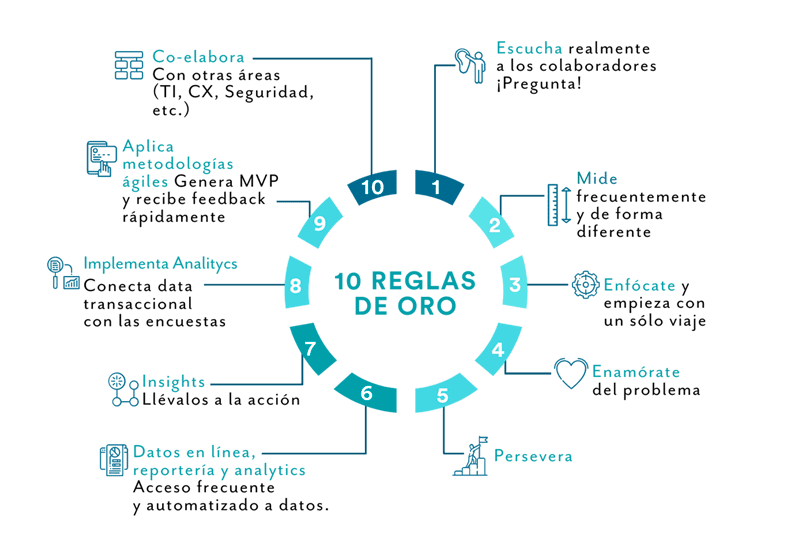 10 REGLAS
DE ORO
1
Escucha realmente
a los colaboradores
¡Pregunta!
2
Mide
frecuentemente
y de forma
diferente
3
Enfócate y
empieza con
un sólo viaje
4
Enamórate
del problema
5
Persevera
6
Datos en línea,
reportería y analytics
Acceso frecuente
y automatizado a datos.
7
Insights
Llévalos a la acción
8
Implementa Analitycs
Conecta data
transaccional
con las encuestas
9
Aplica
metodologías
ágiles Genera MVP
y recibe feedback
rápidamente
10
Co-elabora
Con otras áreas
(TI, CX, Seguridad,
etc.)